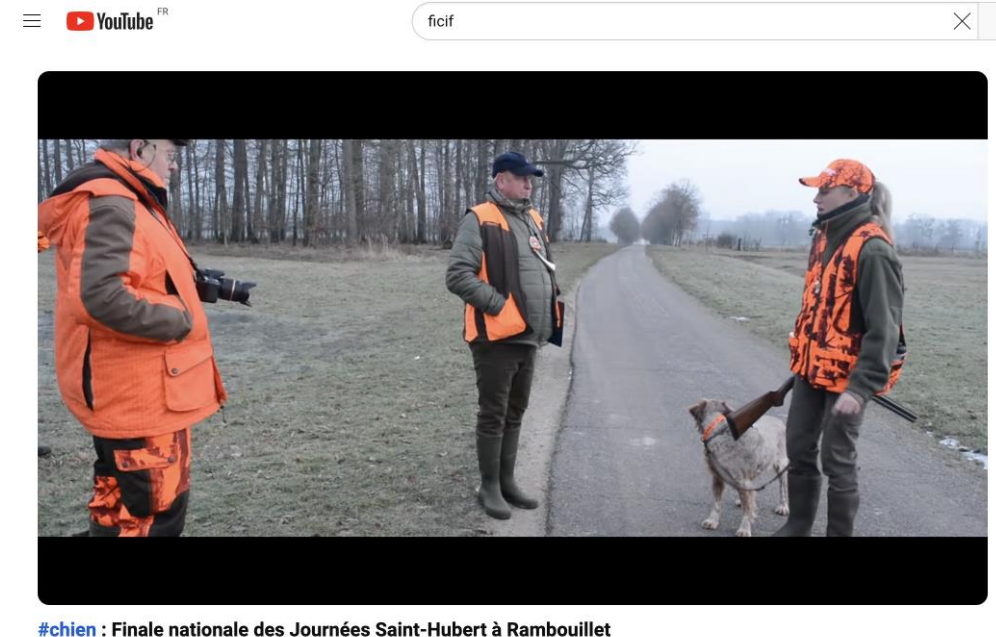 YouTube FR
ficif
#chien : Finale nationale des Journées Saint-Hubert à Rambouillet